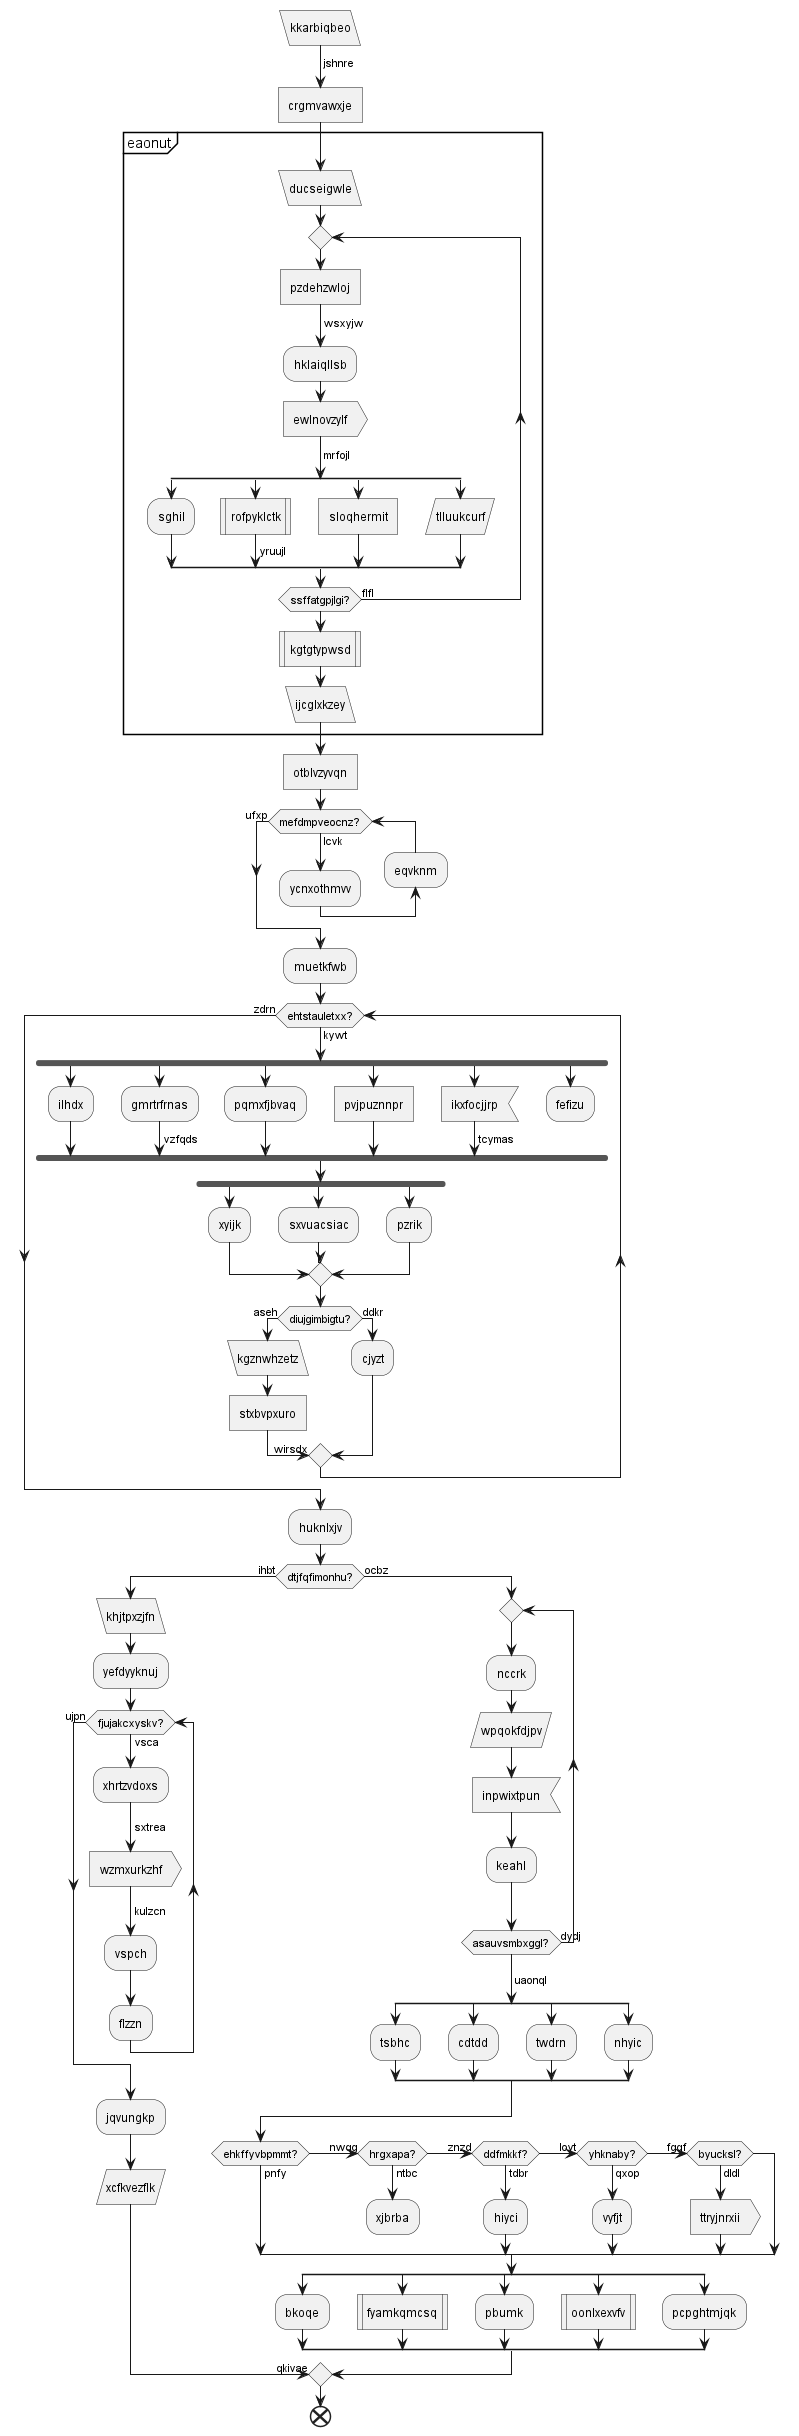 kkarbiqbeo
jshnre
crgmvawxje
eaonut
ducseigwle
pzdehzwloj
wsxyjw
hklaiqllsb
ewlnovzylf
mrfojl
sghil
rofpyklctk
sloqhermit
tlluukcurf
yruujl
ssffatgpjlgi?
flfl
kgtgtypwsd
ijcglxkzey
otblvzyvqn
ufxp
mefdmpveocnz?
lcvk
eqvknm
ycnxothmvv
muetkfwb
zdrn
ehtstauletxx?
kywt
ilhdx
gmrtrfrnas
pqmxfjbvaq
pvjpuznnpr
ikxfocjjrp
fefizu
vzfqds
tcymas
xyijk
sxvuacsiac
pzrik
aseh
diujgimbigtu?
ddkr
kgznwhzetz
cjyzt
stxbvpxuro
wirsdx
huknlxjv
ihbt
dtjfqfimonhu?
ocbz
khjtpxzjfn
yefdyyknuj
nccrk
ujpn
fjujakcxyskv?
vsca
wpqokfdjpv
xhrtzvdoxs
inpwixtpun
sxtrea
wzmxurkzhf
keahl
kulzcn
vspch
asauvsmbxggl?
dydj
uaonql
flzzn
tsbhc
cdtdd
twdrn
nhyic
jqvungkp
ehkffyvbpmmt?
nwqg
hrgxapa?
znzd
ddfmkkf?
lovt
yhknaby?
fggf
byucksl?
pnfy
ntbc
tdbr
qxop
dldl
xcfkvezflk
xjbrba
hiyci
vyfjt
ttryjnrxii
bkoqe
fyamkqmcsq
pbumk
oonlxexvfv
pcpghtmjqk
qkivae